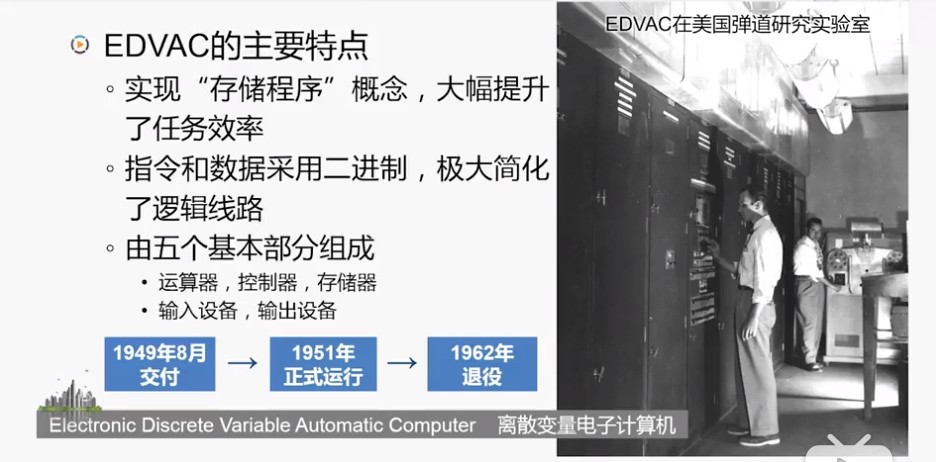 EDVAC在美国弹道研究实验室
EDVAC的主要特点
。实现“存储程序”概念，大幅提升
了任务效率
。指令和数据采用二进制，极大简化
了逻辑线路
。由五个基本部分组成
• 运算器，控制器，存储器
• 输入设备，输出设备
1949年8月
交付
→
1951年
正式运行
→
1962年
退役
Electronic Discrete Variable Automatic Computer 离散变量电子计算机